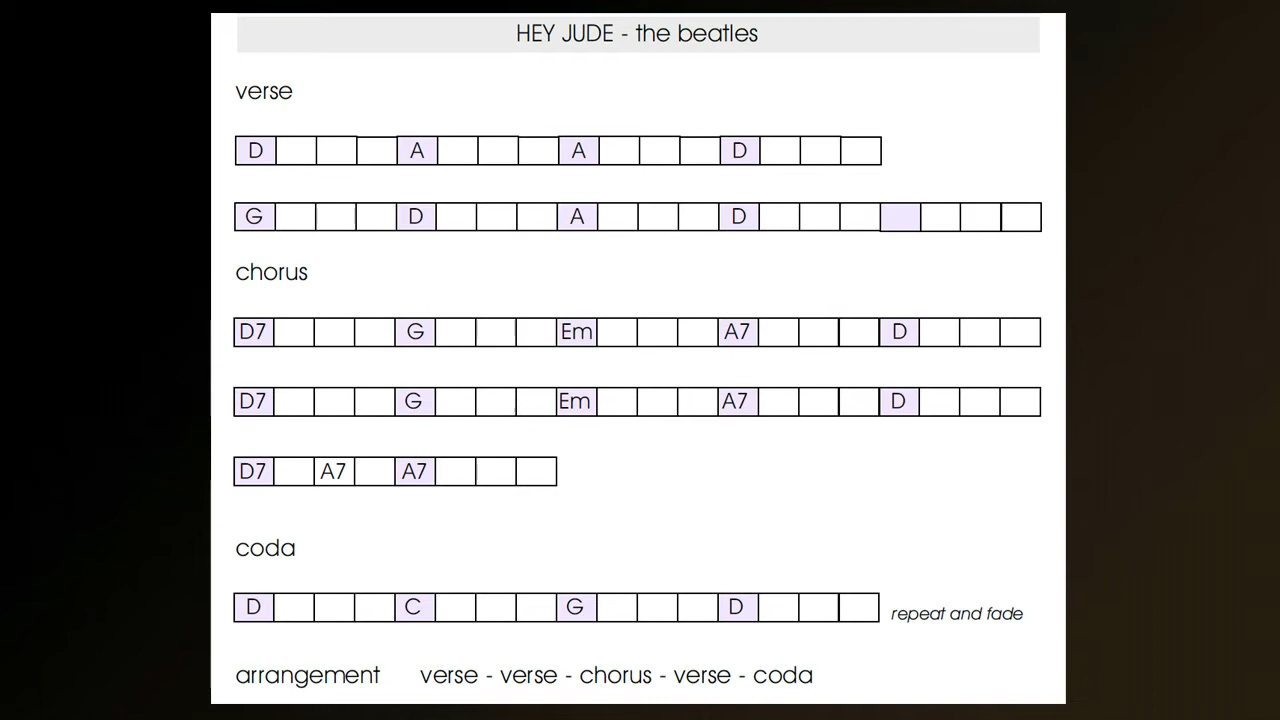 HEY JUDE - the beatles
verse
D A A D
G D A D
chorus
D7 G Em A7 D
D7 G Em A7 D
D7 A7 A7
coda
D C G D repeat and fade
arrangement verse - verse - chorus - verse - coda